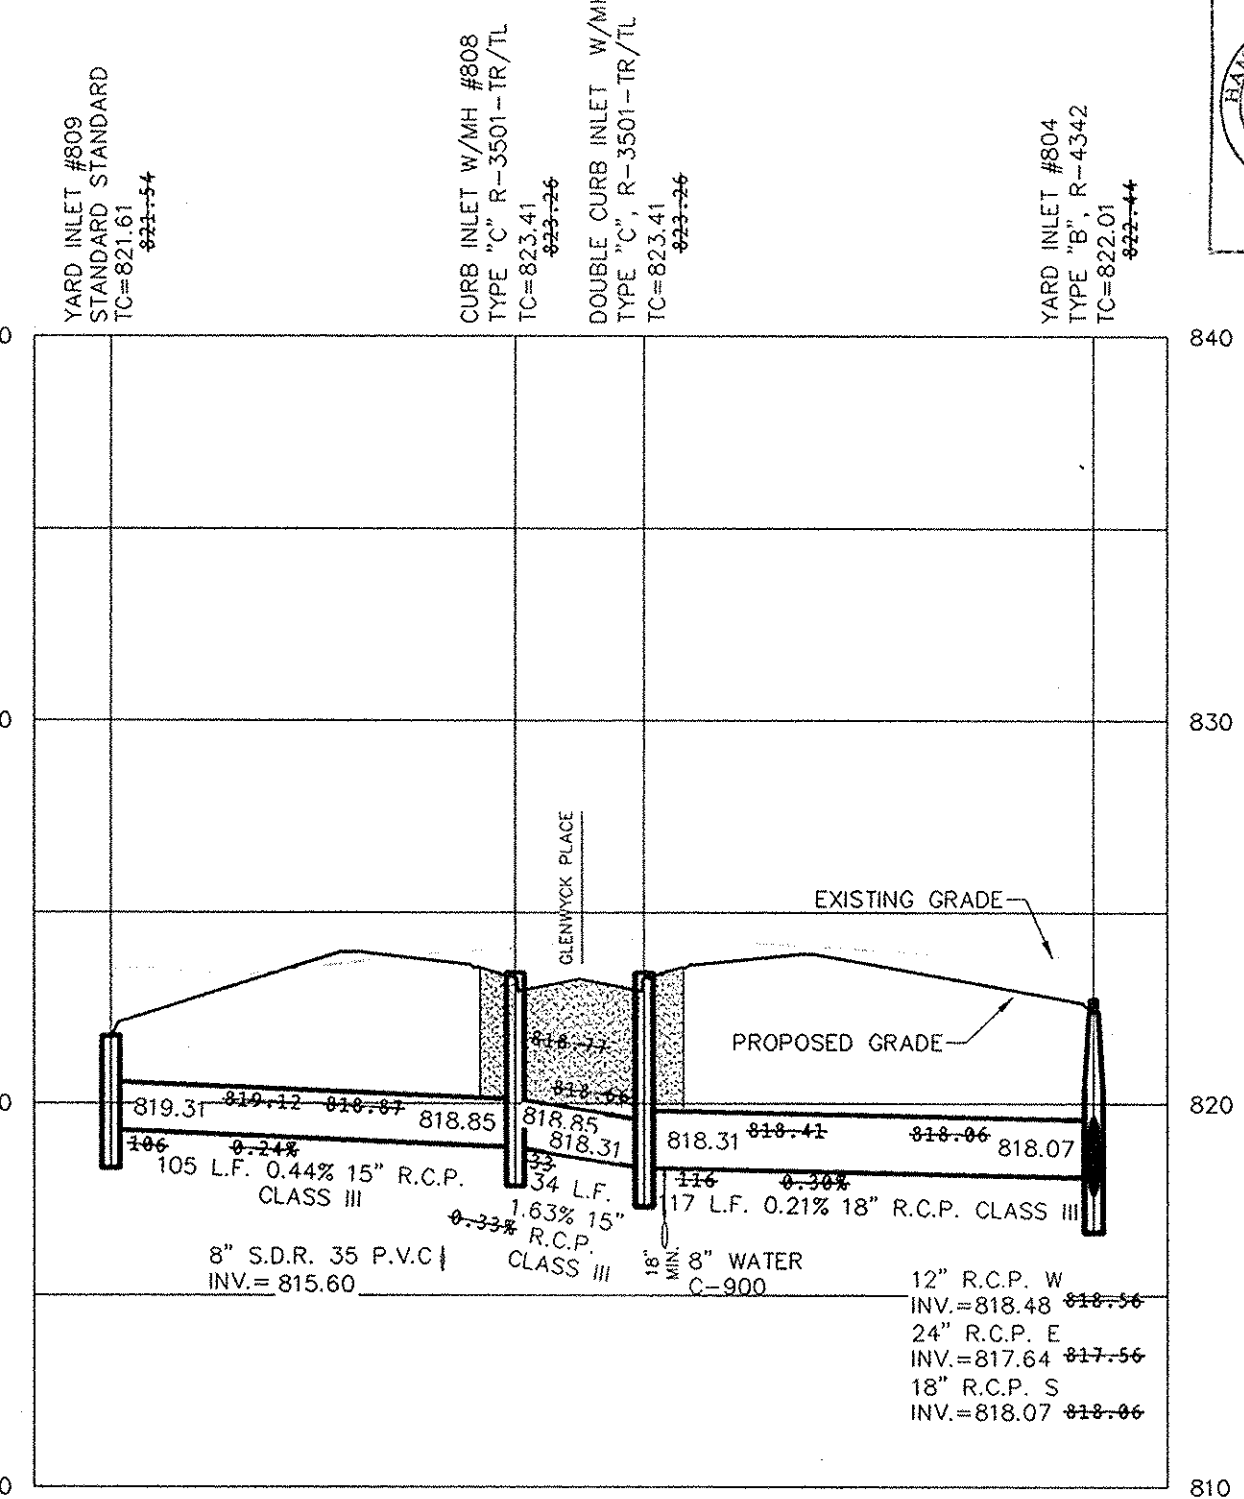 YARD INLET #809
STANDARD STANDARD
TC=821.61
821.54
CURB INLET W/MH #808
TYPE "C" R-3501-TR/TL
TC=823.41
823.26
DOUBLE CURB INLET
TYPE "C", R-3501-TR/TL
TC=823.41
823.26
YARD INLET #804
TYPE "B", R-4342
TC=822.01
822.44
840
830
GLENWYCK PLACE
EXISTING GRADE
PROPOSED GRADE
818.77
818.66
820
819.31 819.12 818.87 818.85
818.85
818.31
818.31 818.41 818.06 818.07
106 0.24%
105 L.F. 0.44% 15" R.C.P.
CLASS III
33
34 L.F.
1.63% 15"
0.33% R.C.P.
CLASS III
116 0.30%
117 L.F. 0.21% 18" R.C.P. CLASS III
8" S.D.R. 35 P.V.C
INV.= 815.60
18"
MIN.
8" WATER
C-900
12" R.C.P. W
INV.=818.48 818.56
24" R.C.P. E
INV.=817.64 817.56
18" R.C.P. S
INV.=818.07 818.06
810